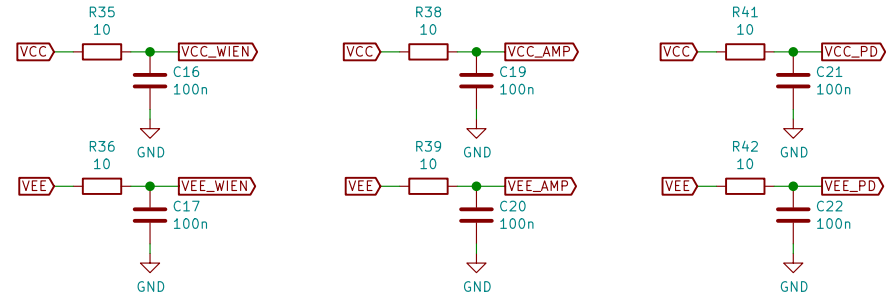 R35
10
VCC
VCC_WIEN
C16
100n
GND
R38
10
VCC
VCC_AMP
C19
100n
GND
R41
10
VCC
VCC_PD
C21
100n
GND
R36
10
VEE
VEE_WIEN
C17
100n
GND
R39
10
VEE
VEE_AMP
C20
100n
GND
R42
10
VEE
VEE_PD
C22
100n
GND